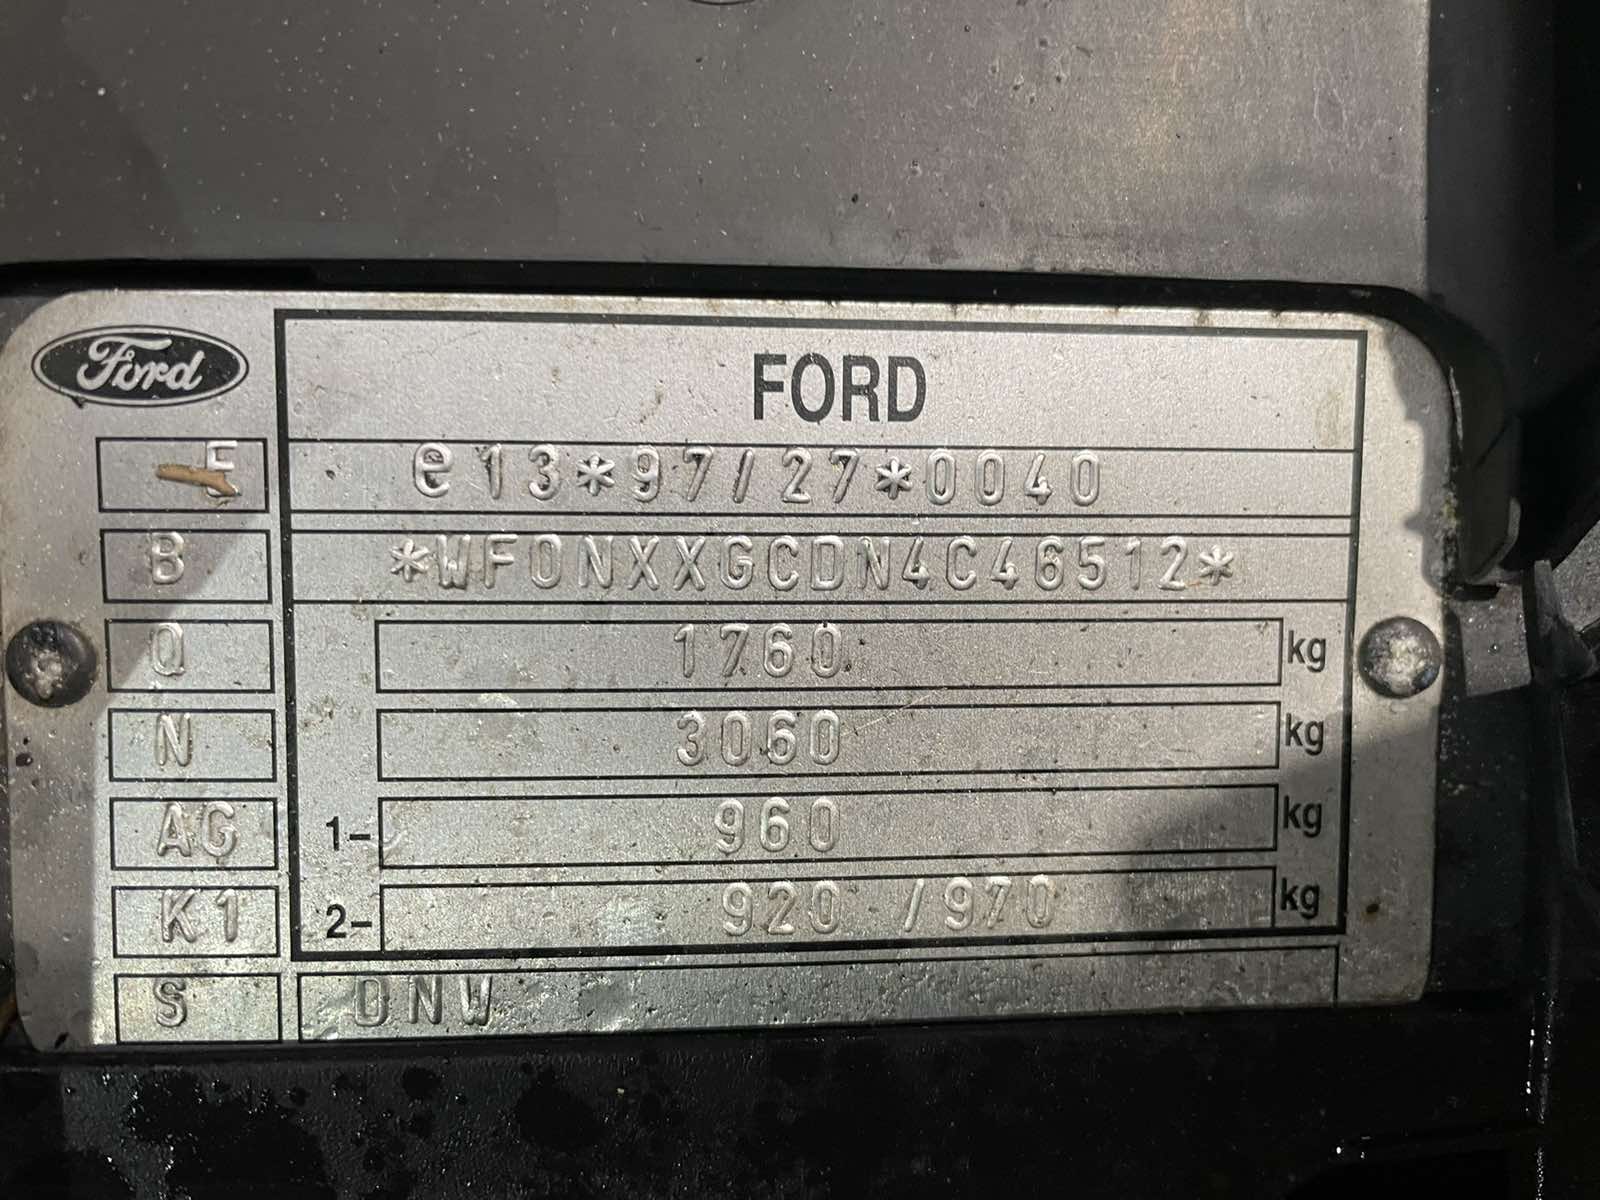 Ford
FORD
E e13*97/27*0040
B *WF0NXXGCDN4C46512*
Q 1760 kg
N 3060 kg
AG 1- 960 kg
K1 2- 920 /970 kg
S DNW